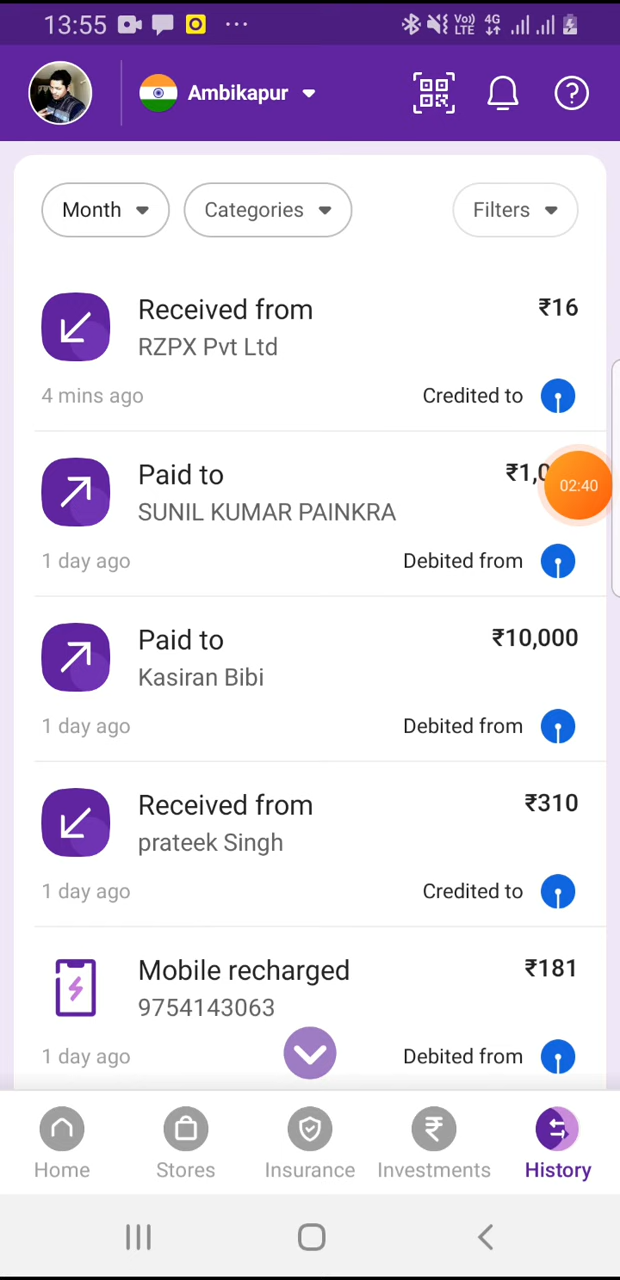 13:55
Vo)) LTE 4G
Ambikapur
Month
Categories
Filters
Received from
₹16
RZPX Pvt Ltd
4 mins ago
Credited to
Paid to
SUNIL KUMAR PAINKRA
02:40
1 day ago
Debited from
Paid to
₹10,000
Kasiran Bibi
1 day ago
Debited from
Received from
₹310
prateek Singh
1 day ago
Credited to
Mobile recharged
₹181
9754143063
1 day ago
Debited from
Home
Stores
Insurance
Investments
History